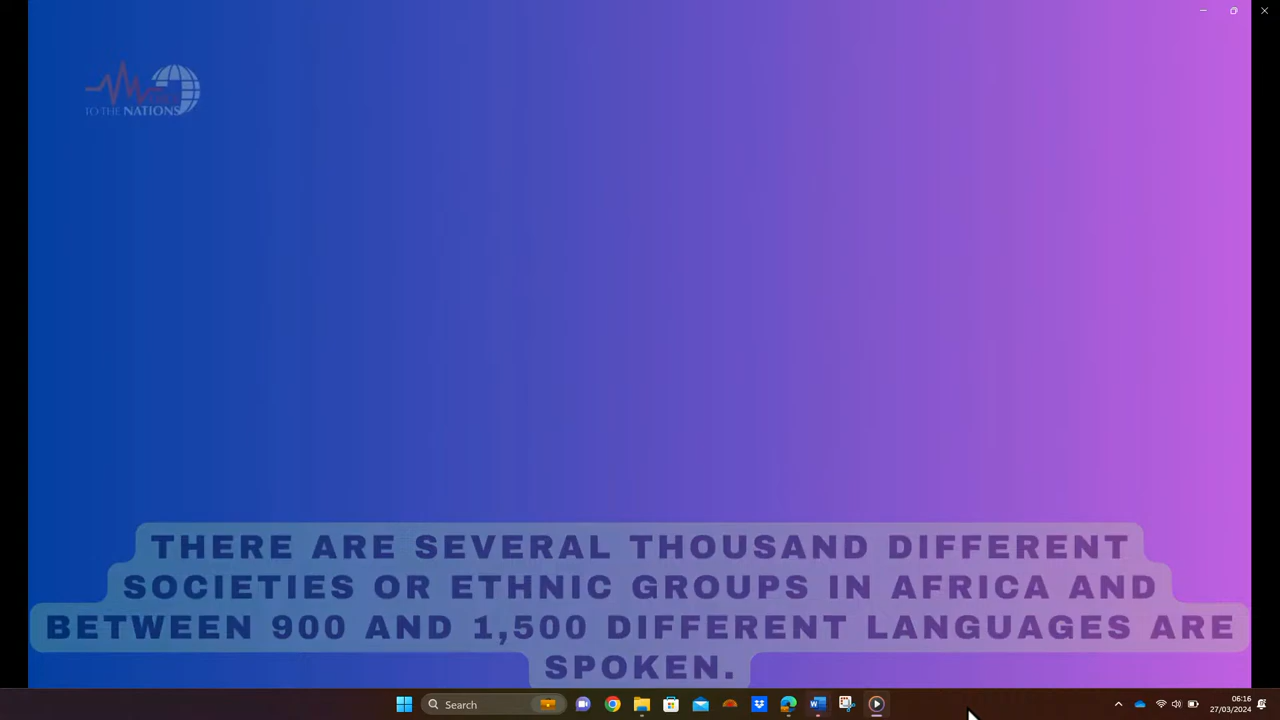 TO THE NATIONS
THERE ARE SEVERAL THOUSAND DIFFERENT
SOCIETIES OR ETHNIC GROUPS IN AFRICA AND
BETWEEN 900 AND 1,500 DIFFERENT LANGUAGES ARE
SPOKEN.
Search
06:16
27/03/2024